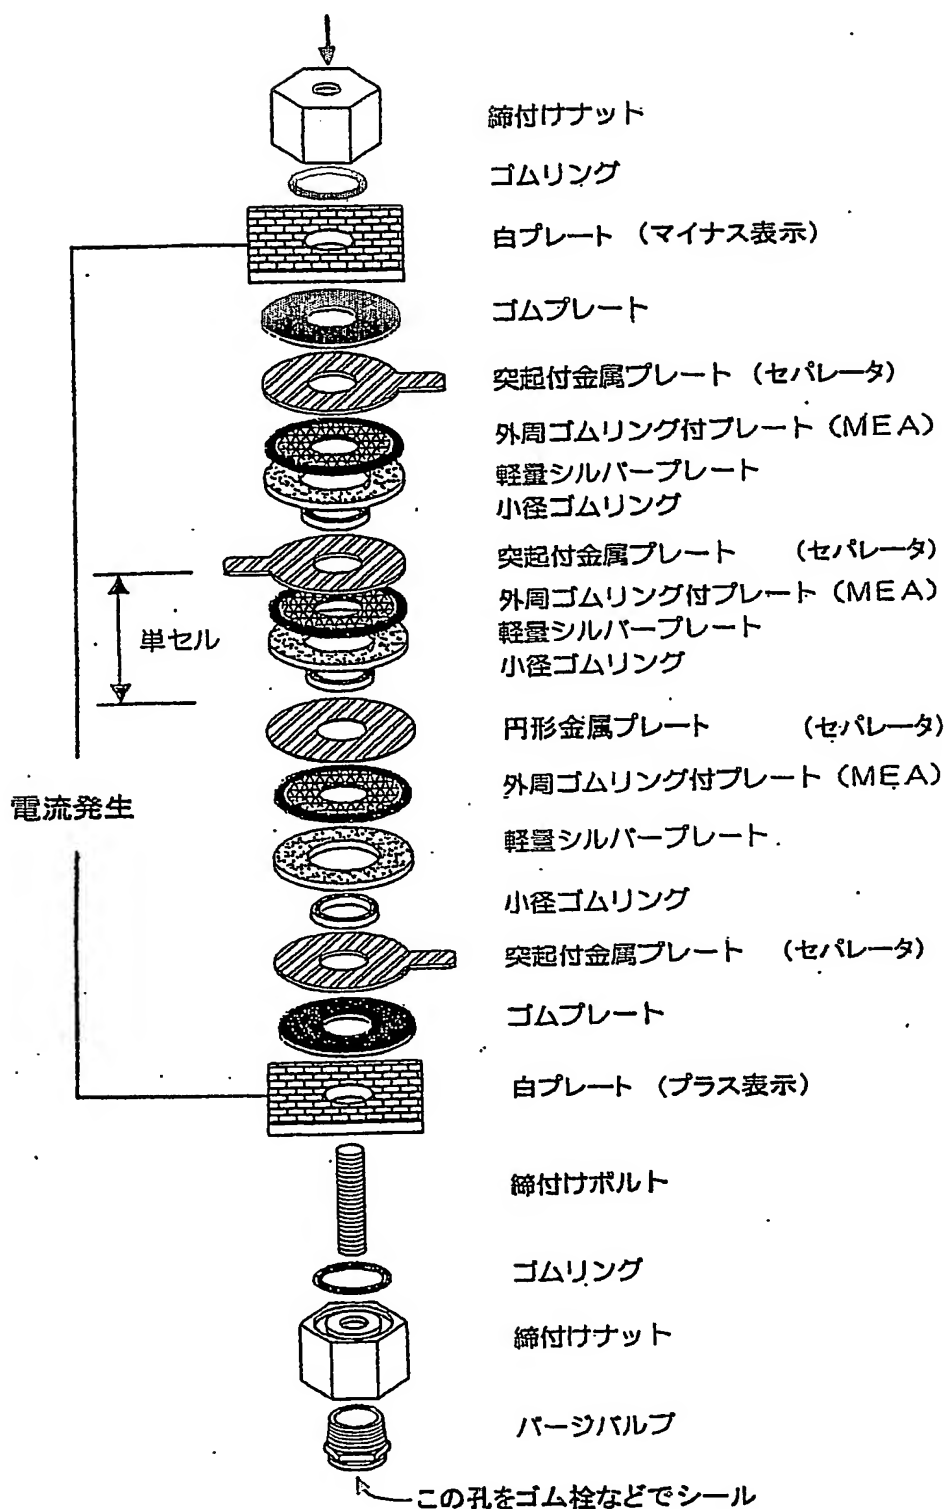 締付けナット
ゴムリング
白プレート (マイナス表示)
ゴムプレート
突起付金属プレート (セパレータ)
外周ゴムリング付プレート (MEA)
軽量シルバープレート
小径ゴムリング
突起付金属プレート (セパレータ)
外周ゴムリング付プレート (MEA)
軽量シルバープレート
小径ゴムリング
単セル
円形金属プレート (セパレータ)
外周ゴムリング付プレート (MEA)
電流発生
軽量シルバープレート
小径ゴムリング
突起付金属プレート (セパレータ)
ゴムプレート
白プレート (プラス表示)
締付けボルト
ゴムリング
締付けナット
パージバルブ
この孔をゴム栓などでシール